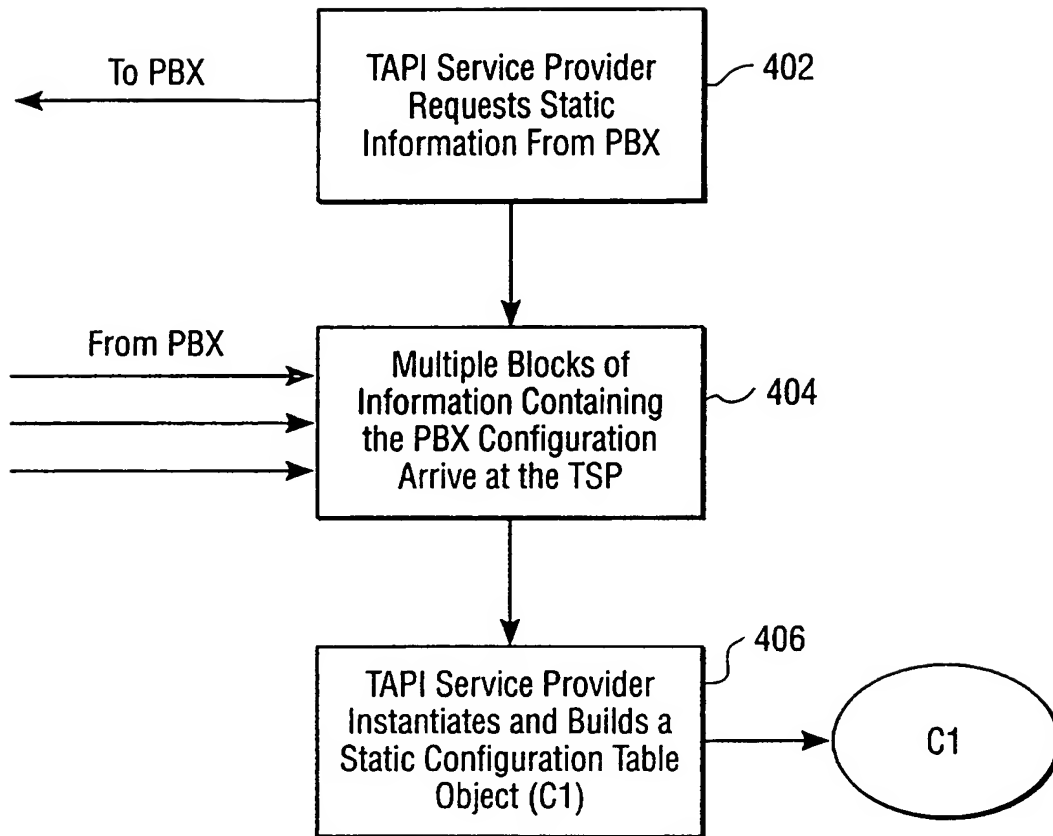 To PBX
TAPI Service Provider
Requests Static
Information From PBX
402
From PBX
Multiple Blocks of
Information Containing
the PBX Configuration
Arrive at the TSP
404
406
TAPI Service Provider
Instantiates and Builds a
Static Configuration Table
Object (C1)
C1